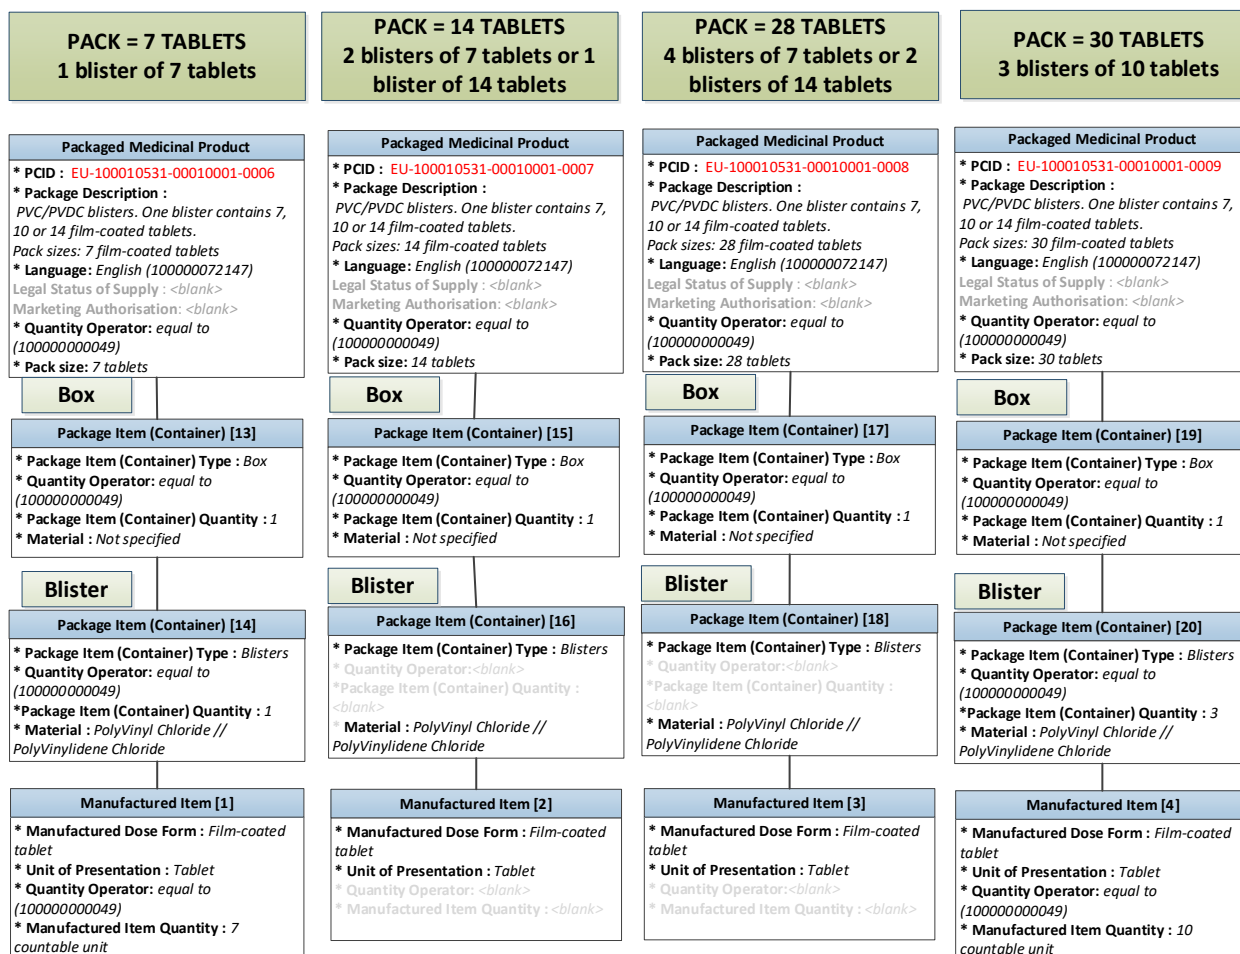 PACK = 7 TABLETS
1 blister of 7 tablets
Packaged Medicinal Product
* PCID : EU-100010531-00010001-0006
* Package Description :
PVC/PVDC blisters. One blister contains 7,
10 or 14 film-coated tablets.
Pack sizes: 7 film-coated tablets
* Language: English (100000072147)
Legal Status of Supply : <blank>
Marketing Authorisation: <blank>
* Quantity Operator: equal to
(100000000049)
* Pack size: 7 tablets
Box
Package Item (Container) [13]
* Package Item (Container) Type : Box
* Quantity Operator: equal to
(100000000049)
* Package Item (Container) Quantity : 1
* Material : Not specified
Blister
Package Item (Container) [14]
* Package Item (Container) Type : Blisters
* Quantity Operator: equal to
(100000000049)
*Package Item (Container) Quantity : 1
* Material : PolyVinyl Chloride //
PolyVinylidene Chloride
Manufactured Item [1]
* Manufactured Dose Form : Film-coated
tablet
* Unit of Presentation : Tablet
* Quantity Operator: equal to
(100000000049)
* Manufactured Item Quantity : 7
countable unit
PACK = 14 TABLETS
2 blisters of 7 tablets or 1
blister of 14 tablets
Packaged Medicinal Product
* PCID : EU-100010531-00010001-0007
* Package Description :
PVC/PVDC blisters. One blister contains 7,
10 or 14 film-coated tablets.
Pack sizes: 14 film-coated tablets
* Language: English (100000072147)
Legal Status of Supply : <blank>
Marketing Authorisation: <blank>
* Quantity Operator: equal to
(100000000049)
* Pack size: 14 tablets
Box
Package Item (Container) [15]
* Package Item (Container) Type : Box
* Quantity Operator: equal to
(100000000049)
* Package Item (Container) Quantity : 1
* Material : Not specified
Package Item (Container) [16]
* Package Item (Container) Type : Blisters
* Quantity Operator:<blank>
*Package Item (Container) Quantity :
<blank>
* Material : PolyVinyl Chloride //
PolyVinylidene Chloride
Manufactured Item [2]
* Manufactured Dose Form : Film-coated
tablet
* Unit of Presentation : Tablet
* Quantity Operator: <blank>
* Manufactured Item Quantity : <blank>
PACK = 28 TABLETS
4 blisters of 7 tablets or 2
blisters of 14 tablets
Packaged Medicinal Product
* PCID : EU-100010531-00010001-0008
* Package Description :
PVC/PVDC blisters. One blister contains 7,
10 or 14 film-coated tablets.
Pack sizes: 28 film-coated tablets
* Language: English (100000072147)
Legal Status of Supply : <blank>
Marketing Authorisation: <blank>
* Quantity Operator: equal to
(100000000049)
* Pack size: 28 tablets
Box
Package Item (Container) [17]
* Package Item (Container) Type : Box
* Quantity Operator: equal to
(100000000049)
* Package Item (Container) Quantity : 1
* Material : Not specified
Blister
Package Item (Container) [18]
* Package Item (Container) Type : Blisters
* Quantity Operator:<blank>
*Package Item (Container) Quantity :
<blank>
* Material : PolyVinyl Chloride //
PolyVinylidene Chloride
Manufactured Item [3]
* Manufactured Dose Form : Film-coated
tablet
* Unit of Presentation : Tablet
* Quantity Operator:<blank>
* Manufactured Item Quantity : <blank>
PACK = 30 TABLETS
3 blisters of 10 tablets
Packaged Medicinal Product
* PCID : EU-100010531-00010001-0009
* Package Description :
PVC/PVDC blisters. One blister contains 7,
10 or 14 film-coated tablets.
Pack sizes: 30 film-coated tablets
* Language: English (100000072147)
Legal Status of Supply : <blank>
Marketing Authorisation: <blank>
* Quantity Operator: equal to
(100000000049)
* Pack size: 30 tablets
Box
Package Item (Container) [19]
* Package Item (Container) Type : Box
* Quantity Operator: equal to
(100000000049)
* Package Item (Container) Quantity : 1
* Material : Not specified
Blister
Package Item (Container) [20]
* Package Item (Container) Type : Blisters
* Quantity Operator: equal to
(100000000049)
*Package Item (Container) Quantity : 3
* Material : PolyVinyl Chloride //
PolyVinylidene Chloride
Manufactured Item [4]
* Manufactured Dose Form : Film-coated
tablet
* Unit of Presentation : Tablet
* Quantity Operator: equal to
(100000000049)
* Manufactured Item Quantity : 10
countable unit